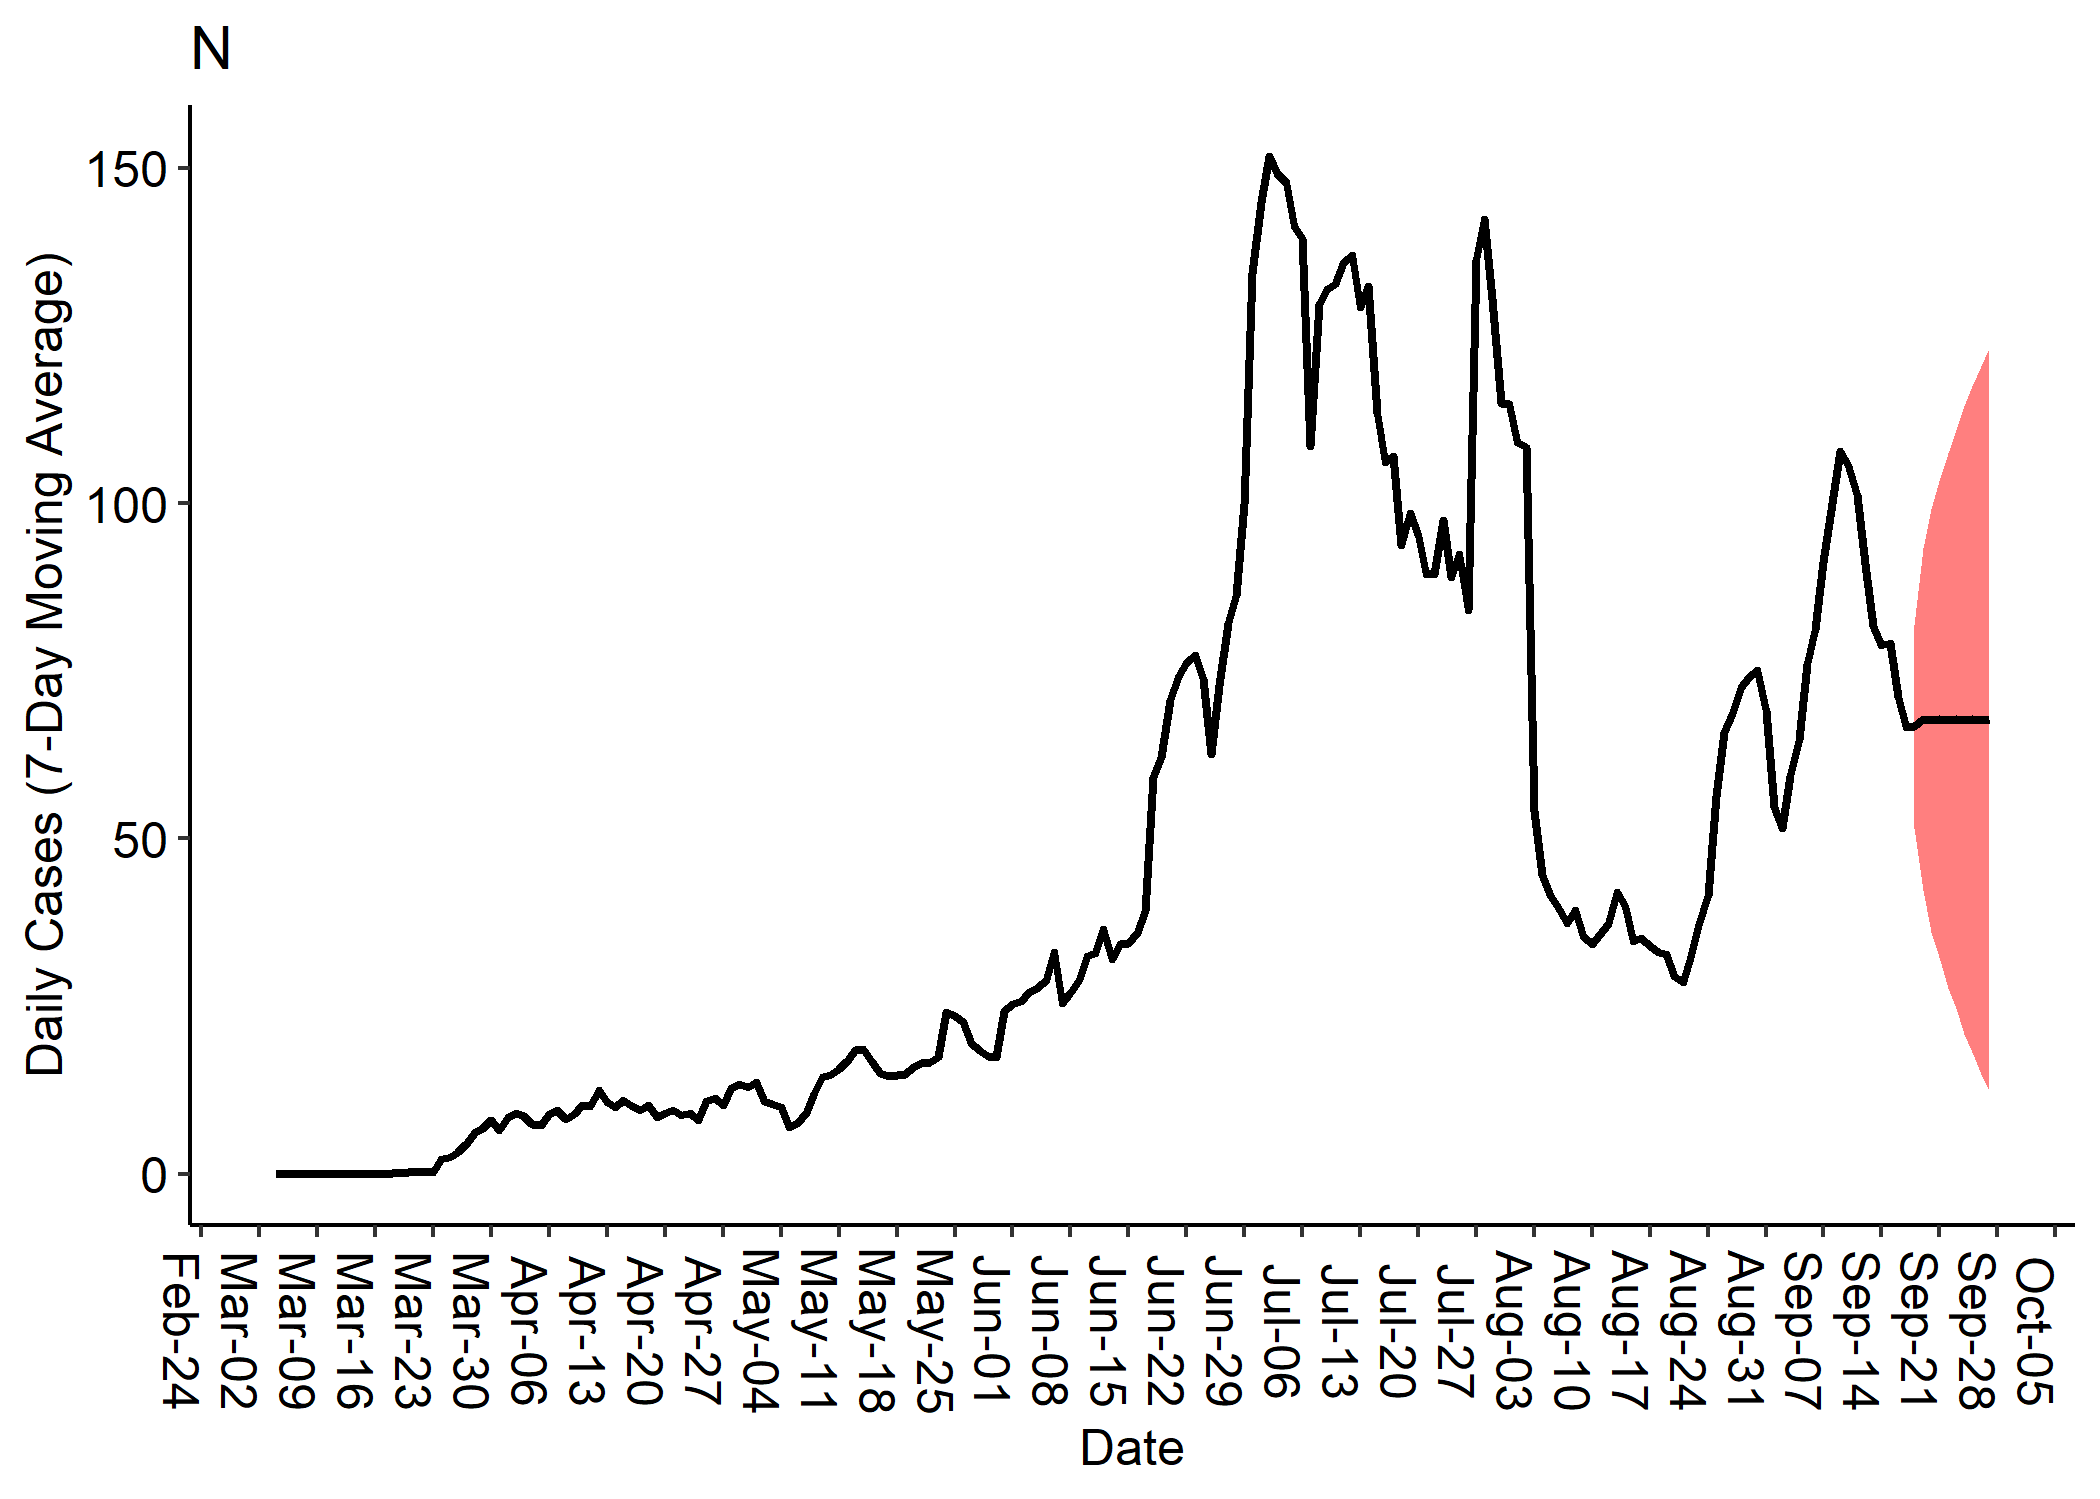 N
Daily Cases (7-Day Moving Average)
150
100
50
0
Feb-24
Mar-02
Mar-09
Mar-16
Mar-23
Mar-30
Apr-06
Apr-13
Apr-20
Apr-27
May-04
May-11
May-18
May-25
Jun-01
Jun-08
Jun-15
Jun-22
Jun-29
Jul-06
Jul-13
Jul-20
Jul-27
Aug-03
Aug-10
Aug-17
Aug-24
Aug-31
Sep-07
Sep-14
Sep-21
Sep-28
Oct-05
Date